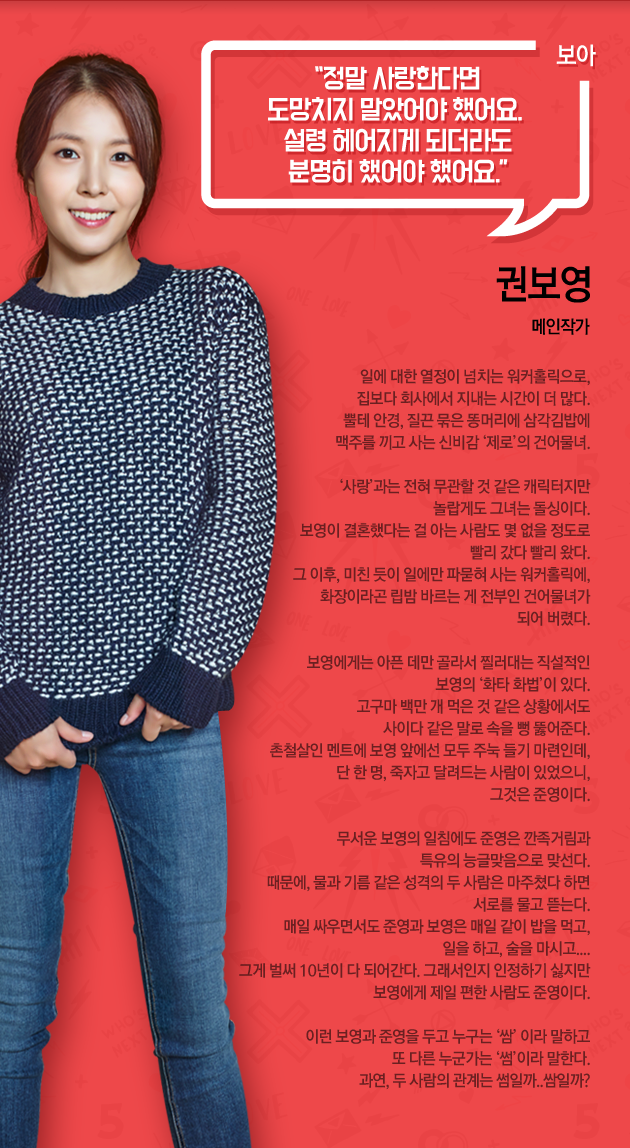 보아
"정말 사랑한다면
도망치지 말았어야 했어요.
설령 헤어지게 되더라도
분명히 했어야 했어요."
권보영
메인작가
일에 대한 열정이 넘치는 워커홀릭으로,
집보다 회사에서 지내는 시간이 더 많다.
뿔테 안경, 질끈 묶은 똥머리에 삼각김밥에
맥주를 끼고 사는 신비감 ‘제로’의 건어물녀.
‘사랑’과는 전혀 무관할 것 같은 캐릭터지만
놀랍게도 그녀는 돌싱이다.
보영이 결혼했다는 걸 아는 사람도 몇 없을 정도로
빨리 갔다 빨리 왔다.
그 이후, 미친 듯이 일에만 파묻혀 사는 워커홀릭에,
화장이라곤 립밤 바르는 게 전부인 건어물녀가
되어 버렸다.
보영에게는 아픈 데만 골라서 찔러대는 직설적인
보영의 ‘화타 화법’이 있다.
고구마 백만 개 먹은 것 같은 상황에서도
사이다 같은 말로 속을 뻥 뚫어준다.
촌철살인 멘트에 보영 앞에선 모두 주눅 들기 마련인데,
단 한 명, 죽자고 달려드는 사람이 있었으니,
그것은 준영이다.
무서운 보영의 일침에도 준영은 깐족거림과
특유의 능글맞음으로 맞선다.
때문에, 물과 기름 같은 성격의 두 사람은 마주쳤다 하면
서로를 물고 뜯는다.
매일 싸우면서도 준영과 보영은 매일 같이 밥을 먹고,
일을 하고, 술을 마시고....
그게 벌써 10년이 다 되어간다. 그래서인지 인정하기 싫지만
보영에게 제일 편한 사람도 준영이다.
이런 보영과 준영을 두고 누구는 ‘쌈’ 이라 말하고
또 다른 누군가는 ‘썸’이라 말한다.
과연, 두 사람의 관계는 썸일까..쌈일까?